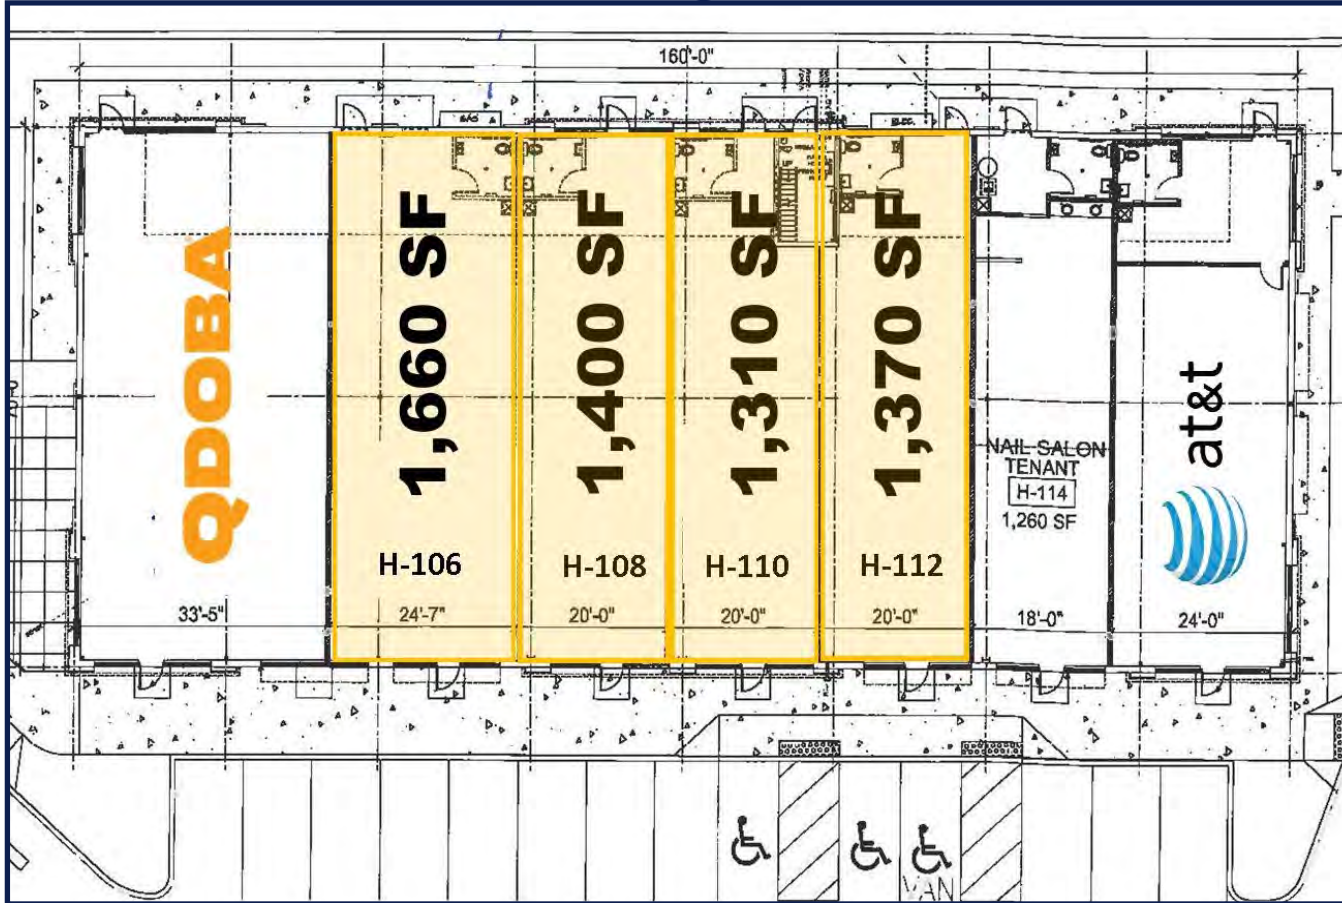 160'-0"
ELEC.
UP
QDOBA
1,660 SF
1,400 SF
1,310 SF
1,370 SF
NAIL SALON
TENANT
H-114
1,260 SF
at&t
H-106
H-108
H-110
H-112
33'-5"
24'-7"
20'-0"
20'-0"
20'-0"
18'-0"
24'-0"
VAN